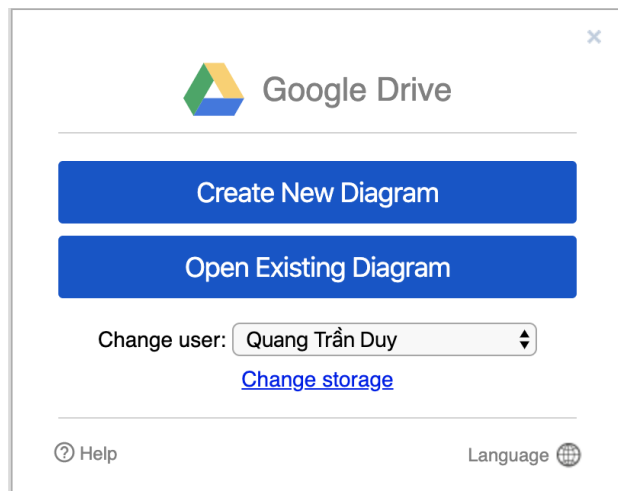 ×
Google Drive
Create New Diagram
Open Existing Diagram
Change user: Quang Trần Duy
Change storage
? Help
Language